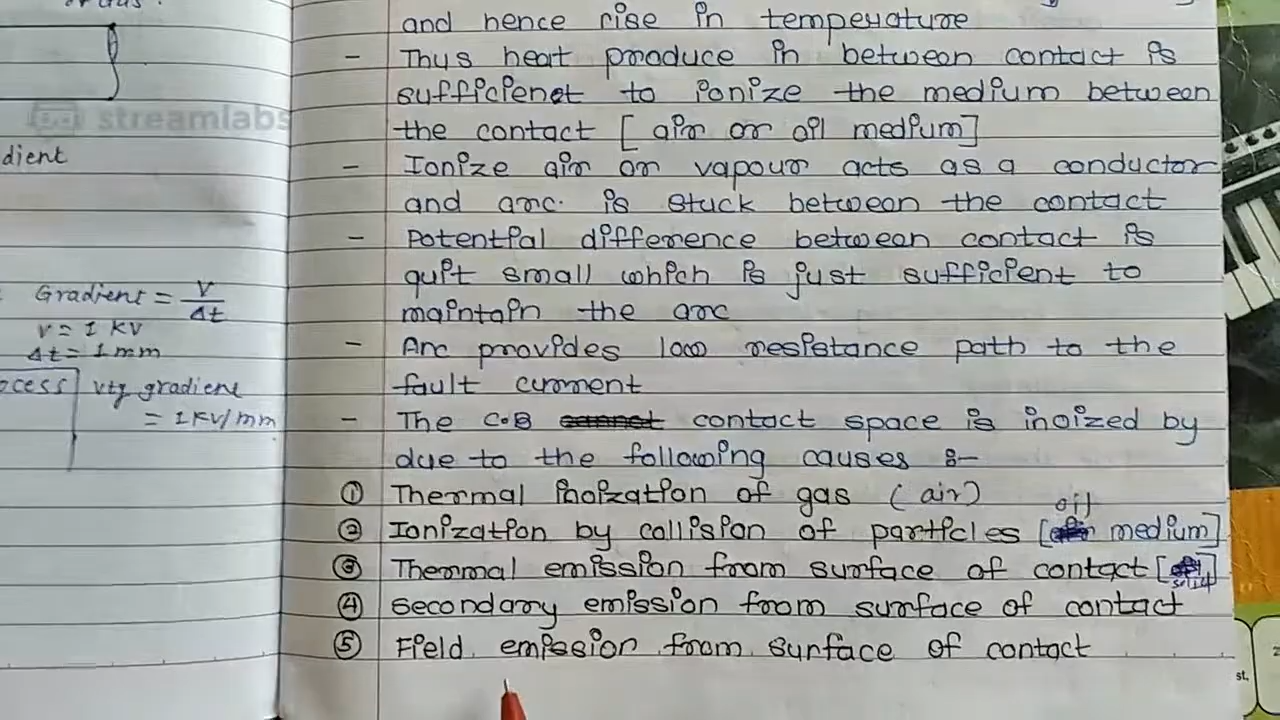 streamlabs
dient
Gradient = V/Δt
V = 1 KV
Δt = 1 mm
ocess
vtg gradient
= 1 KV/mm
and hence rise in temperature
- Thus heat produce in between contact is
sufficienet to ionize the medium between
the contact [air or oil medium]
- Ionize air or vapour acts as a conductor
and arc. is stuck between the contact
- Potential difference between contact is
quit small which is just sufficient to
maintain the arc
- Arc provides low resistance path to the
fault current
- The C.B contact space is inoized by
due to the following causes :-
① Thermal inoization of gas (air)
② Ionization by collision of particles [oil medium]
③ Thermal emission from surface of contact [solid]
④ secondary emission from surface of contact
⑤ Field emission from surface of contact
st.